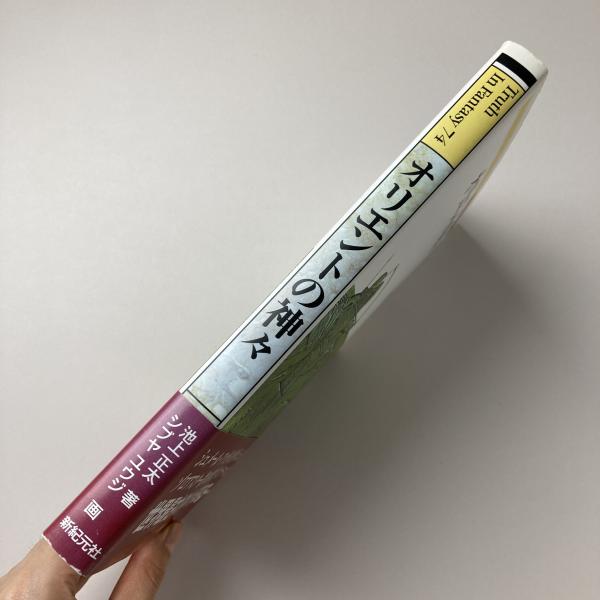 Truth
In Fantasy 74
オリエントの神々
池上正太 著
シブヤユウジ 画
新紀元社